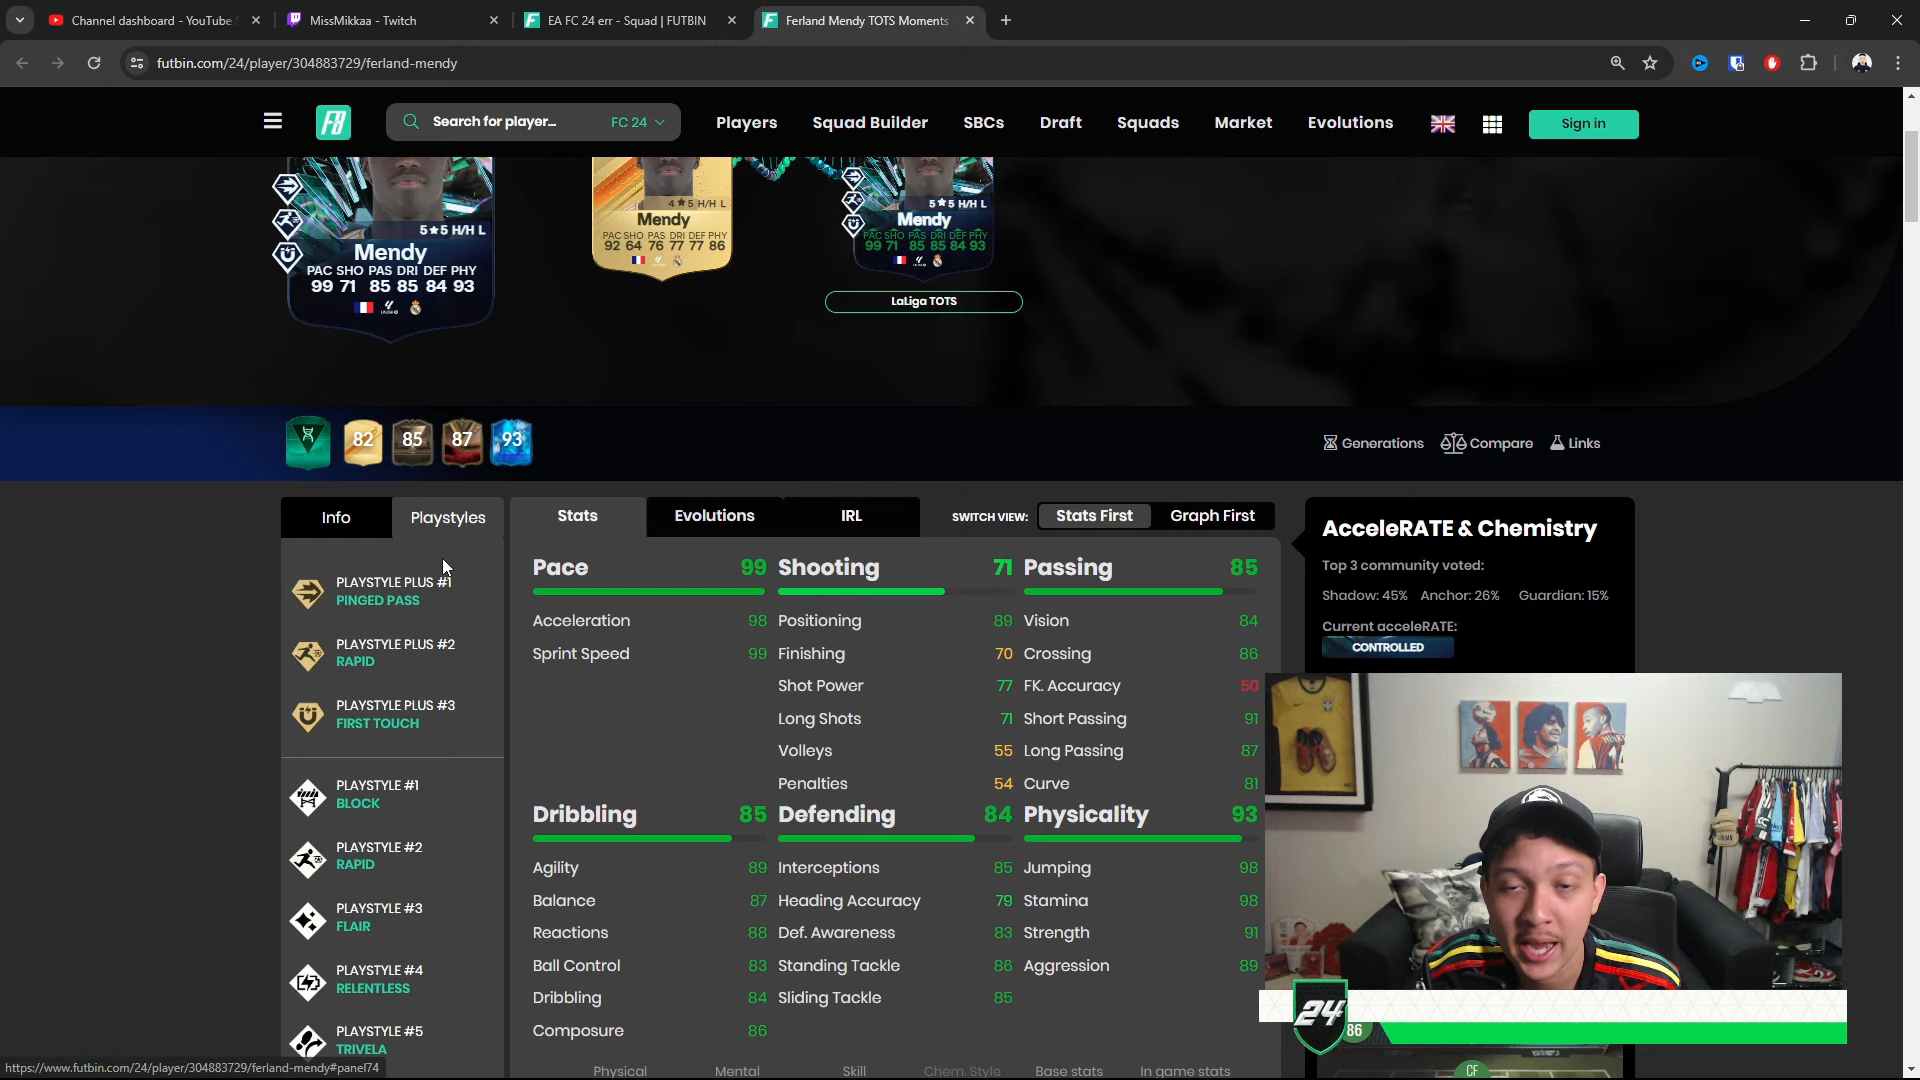 Channel dashboard - YouTube
MissMikkaa - Twitch
EA FC 24 err - Squad | FUTBIN
Ferland Mendy TOTS Moments
futbin.com/24/player/304883729/ferland-mendy
Search for player...
FC 24
Players
Squad Builder
SBCs
Draft
Squads
Market
Evolutions
Sign in
5★5 H/H L
Mendy
PAC SHO PAS DRI DEF PHY
99 71 85 85 84 93
4★5 H/H L
Mendy
PAC SHO PAS DRI DEF PHY
92 64 76 77 77 86
5★5 H/H L
Mendy
PAC SHO PAS DRI DEF PHY
99 71 85 85 84 93
LaLiga TOTS
82 85 87 93
Generations
Compare
Links
Info
Playstyles
PLAYSTYLE PLUS #1
PINGED PASS
PLAYSTYLE PLUS #2
RAPID
PLAYSTYLE PLUS #3
FIRST TOUCH
PLAYSTYLE #1
BLOCK
PLAYSTYLE #2
RAPID
PLAYSTYLE #3
FLAIR
PLAYSTYLE #4
RELENTLESS
PLAYSTYLE #5
TRIVELA
Stats
Evolutions
IRL
SWITCH VIEW:
Stats First
Graph First
Pace 99
Acceleration 98
Sprint Speed 99
Shooting 71
Positioning 89
Finishing 70
Shot Power 77
Long Shots 71
Volleys 55
Penalties 54
Passing 85
Vision 84
Crossing 86
FK. Accuracy 50
Short Passing 91
Long Passing 87
Curve 81
Dribbling 85
Agility 89
Balance 87
Reactions 88
Ball Control 83
Dribbling 84
Composure 86
Defending 84
Interceptions 85
Heading Accuracy 79
Def. Awareness 83
Standing Tackle 86
Sliding Tackle 85
Physicality 93
Jumping 98
Stamina 98
Strength 91
Aggression 89
Physical
Mental
Skill
Chem. Style
Base stats
In game stats
AcceleRATE & Chemistry
Top 3 community voted:
Shadow: 45% Anchor: 26% Guardian: 15%
Current acceleRATE:
CONTROLLED
HENRY
24
86
CF
https://www.futbin.com/24/player/304883729/ferland-mendy#panel74